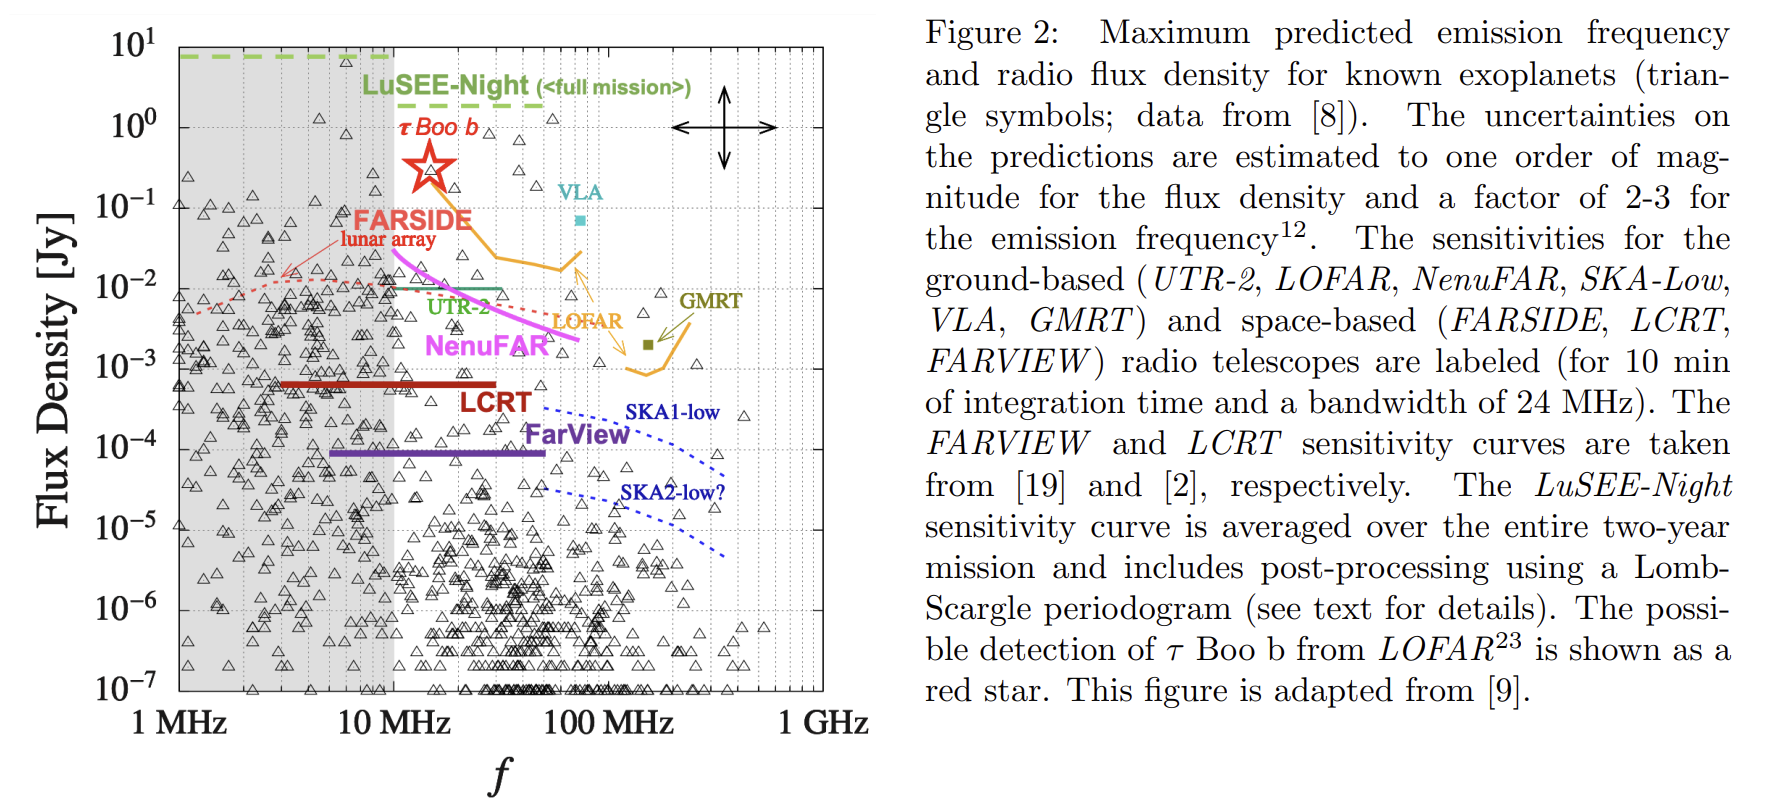 10^1
10^0
10^-1
10^-2
10^-3
10^-4
10^-5
10^-6
10^-7
Flux Density [Jy]
1 MHz
10 MHz
100 MHz
1 GHz
f
LuSEE-Night (<full mission>)
τ Boo b
VLA
FARSIDE
lunar array
UTR-2
LOFAR
GMRT
NenuFAR
LCRT
SKA1-low
FarView
SKA2-low?
Figure 2: Maximum predicted emission frequency
and radio flux density for known exoplanets (trian-
gle symbols; data from [8]). The uncertainties on
the predictions are estimated to one order of mag-
nitude for the flux density and a factor of 2-3 for
the emission frequency^12. The sensitivities for the
ground-based (UTR-2, LOFAR, NenuFAR, SKA-Low,
VLA, GMRT) and space-based (FARSIDE, LCRT,
FARVIEW) radio telescopes are labeled (for 10 min
of integration time and a bandwidth of 24 MHz). The
FARVIEW and LCRT sensitivity curves are taken
from [19] and [2], respectively. The LuSEE-Night
sensitivity curve is averaged over the entire two-year
mission and includes post-processing using a Lomb-
Scargle periodogram (see text for details). The possi-
ble detection of τ Boo b from LOFAR^23 is shown as a
red star. This figure is adapted from [9].